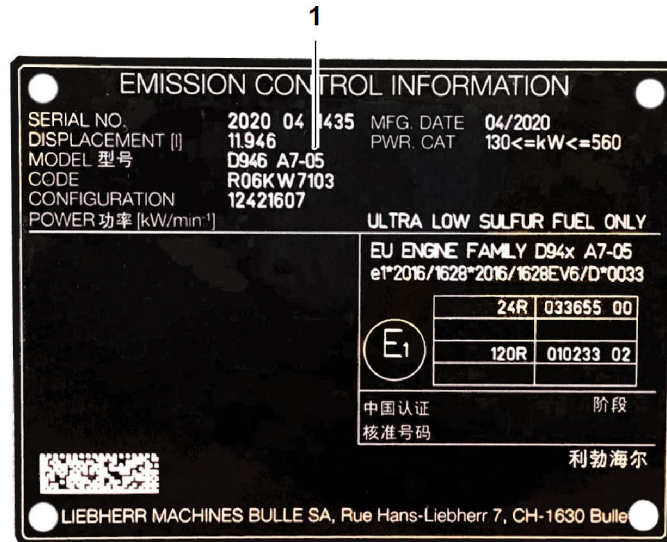 1
EMISSION CONTROL INFORMATION
SERIAL NO. 2020 04 1435 MFG. DATE 04/2020
DISPLACEMENT [l] 11.946 PWR. CAT 130<=kW<=560
MODEL 型号 D946 A7-05
CODE R06KW7103
CONFIGURATION 12421607
POWER 功率 [kW/min⁻¹] ULTRA LOW SULFUR FUEL ONLY
EU ENGINE FAMILY D94x A7-05
e1*2016/1628*2016/1628EV6/D*0033
24R 033655 00
E1
120R 010233 02
中国认证 阶段
核准号码
利勃海尔
LIEBHERR MACHINES BULLE SA, Rue Hans-Liebherr 7, CH-1630 Bulle